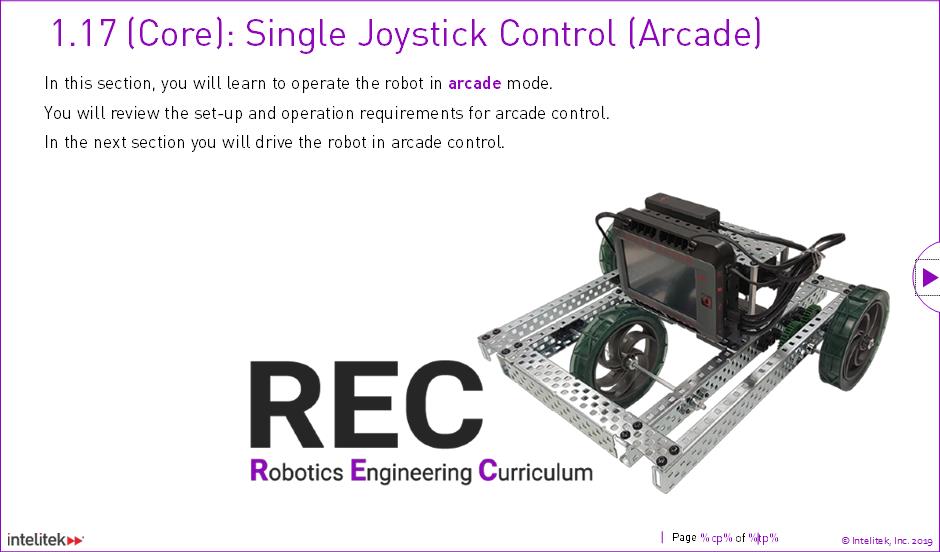 1.17 (Core): Single Joystick Control (Arcade)
In this section, you will learn to operate the robot in arcade mode.
You will review the set-up and operation requirements for arcade control.
In the next section you will drive the robot in arcade control.
REC
Robotics Engineering Curriculum
intelitek
Page %cp% of %tp%
© Intelitek, Inc. 2019